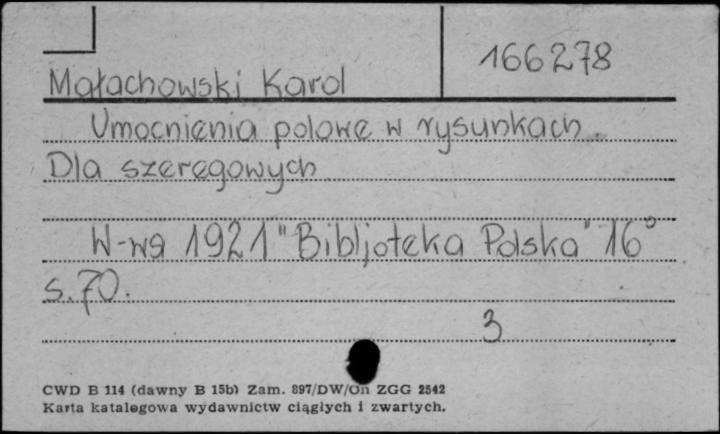 166278
Małachowski Karol
Umocnienia polowe w rysunkach.
Dla szeregowych
W-wa 1921 "Bibljoteka Polska" 16°
s. 70.
3
CWD B 114 (dawny B 15b) Zam. 897/DW/On ZGG 2542
Karta katalogowa wydawnictw ciągłych i zwartych.